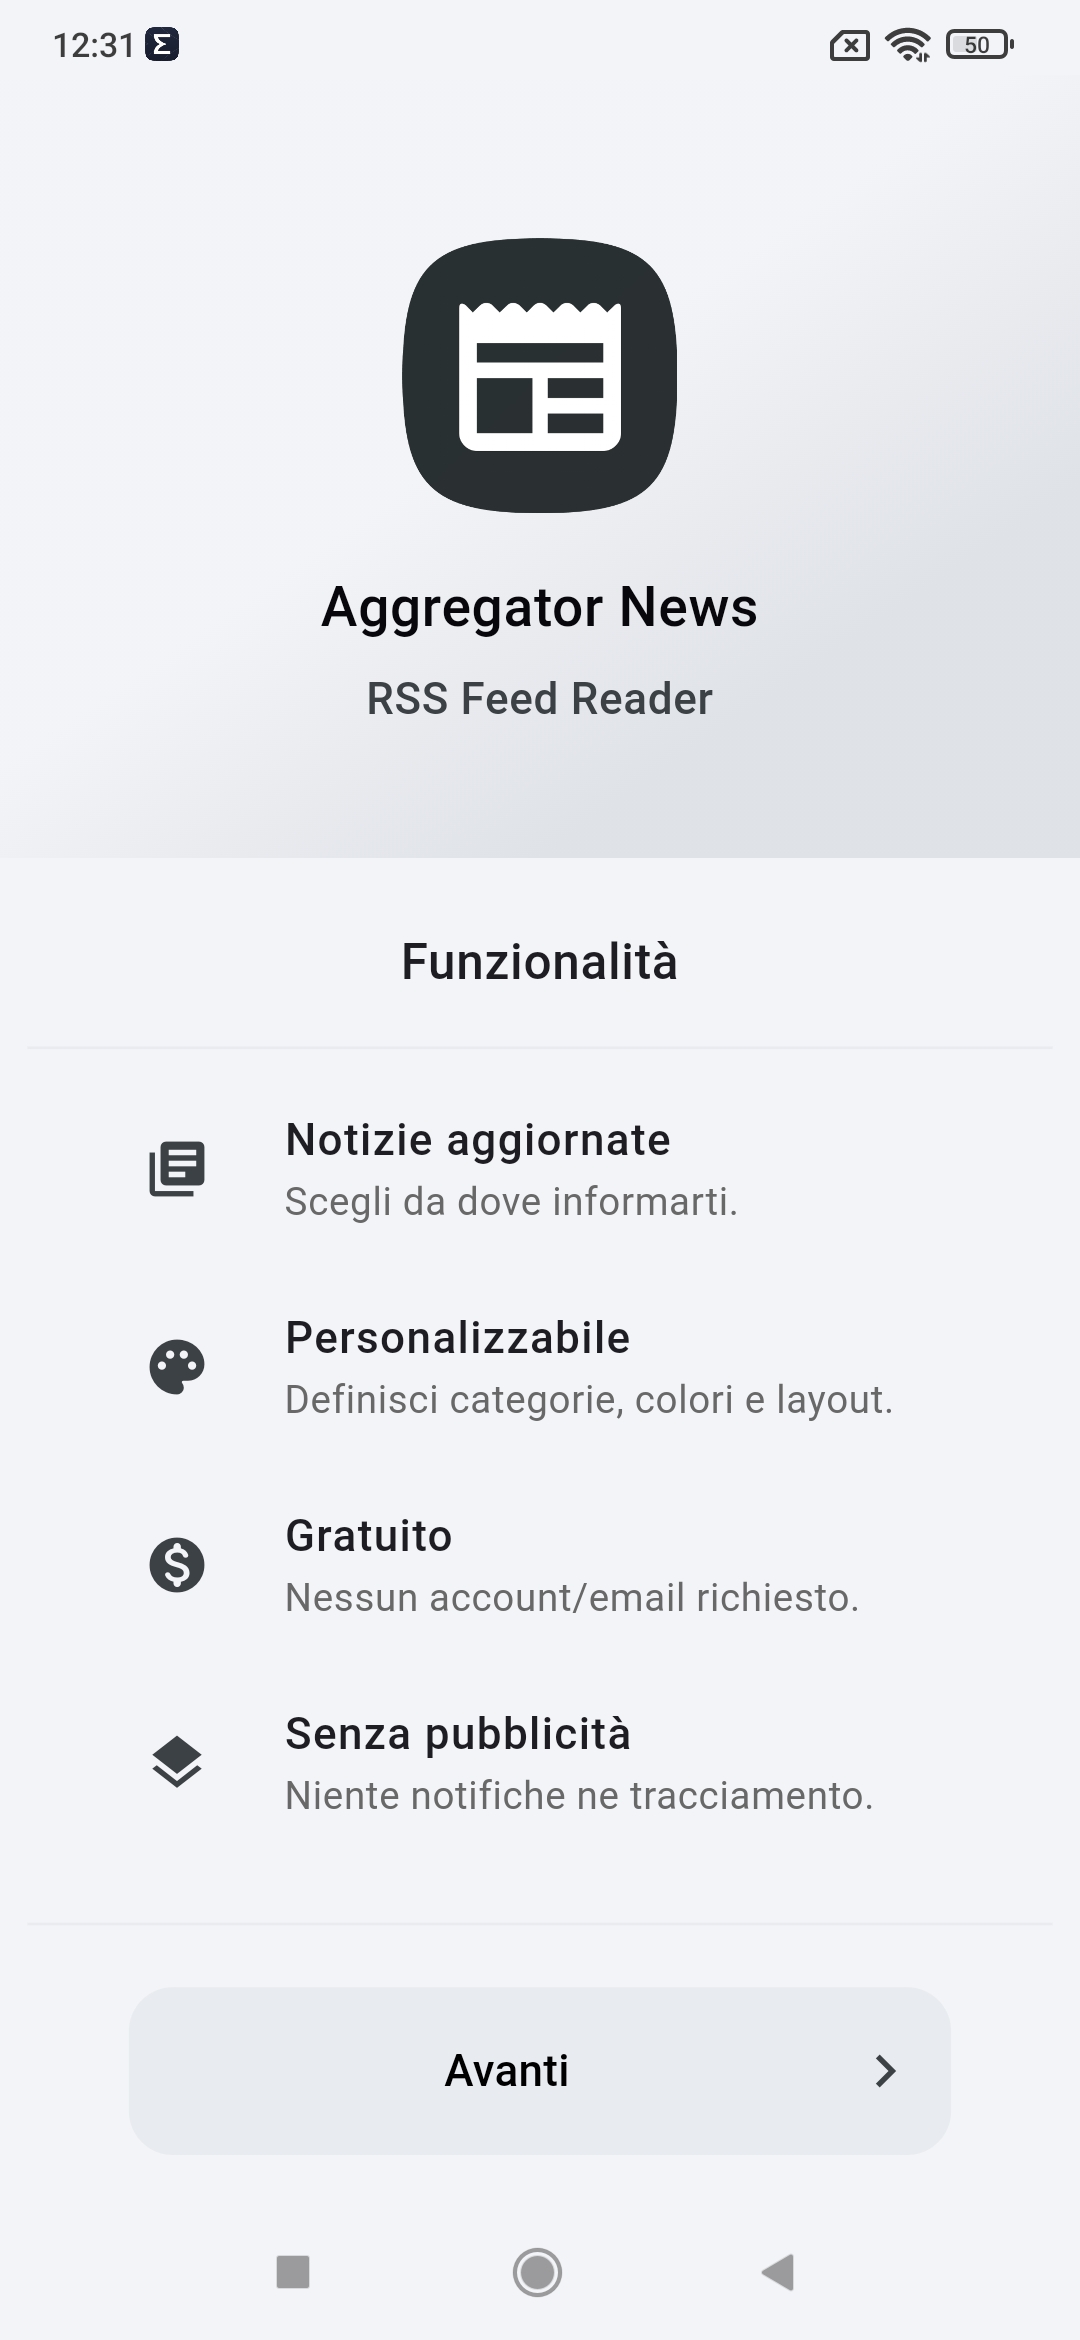 12:31
50
Aggregator News
RSS Feed Reader
Funzionalità
Notizie aggiornate
Scegli da dove informarti.
Personalizzabile
Definisci categorie, colori e layout.
Gratuito
Nessun account/email richiesto.
Senza pubblicità
Niente notifiche ne tracciamento.
Avanti